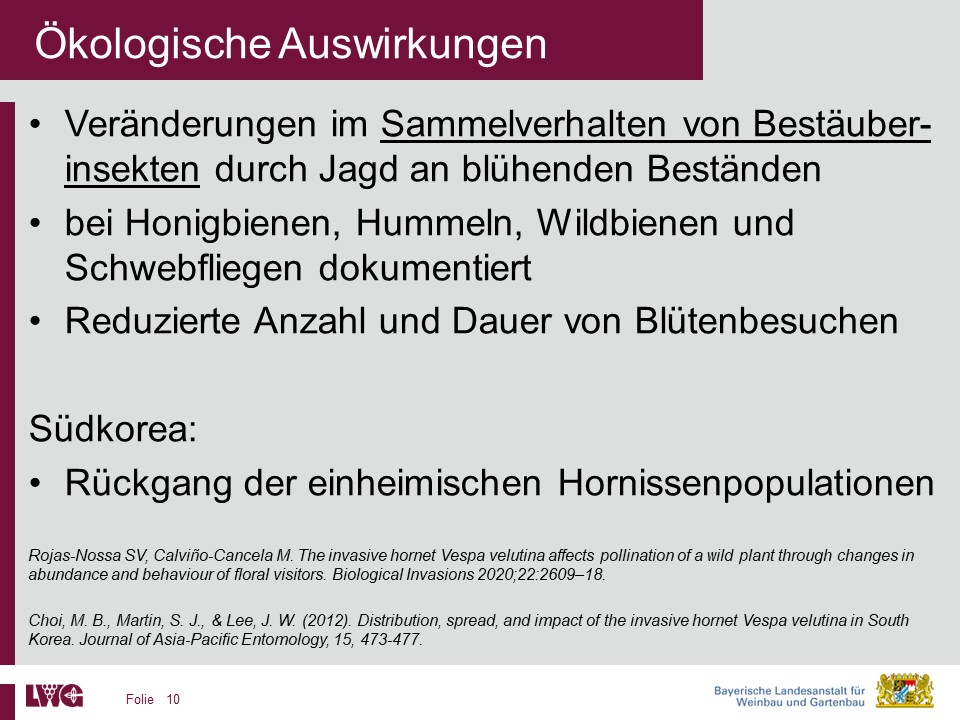 Ökologische Auswirkungen
• Veränderungen im Sammelverhalten von Bestäuber-
insekten durch Jagd an blühenden Beständen
• bei Honigbienen, Hummeln, Wildbienen und
Schwebfliegen dokumentiert
• Reduzierte Anzahl und Dauer von Blütenbesuchen
Südkorea:
• Rückgang der einheimischen Hornissenpopulationen
Rojas-Nossa SV, Calviño-Cancela M. The invasive hornet Vespa velutina affects pollination of a wild plant through changes in
abundance and behaviour of floral visitors. Biological Invasions 2020;22:2609–18.
Choi, M. B., Martin, S. J., & Lee, J. W. (2012). Distribution, spread, and impact of the invasive hornet Vespa velutina in South
Korea. Journal of Asia-Pacific Entomology, 15, 473-477.
LWG
Folie 10
Bayerische Landesanstalt für
Weinbau und Gartenbau